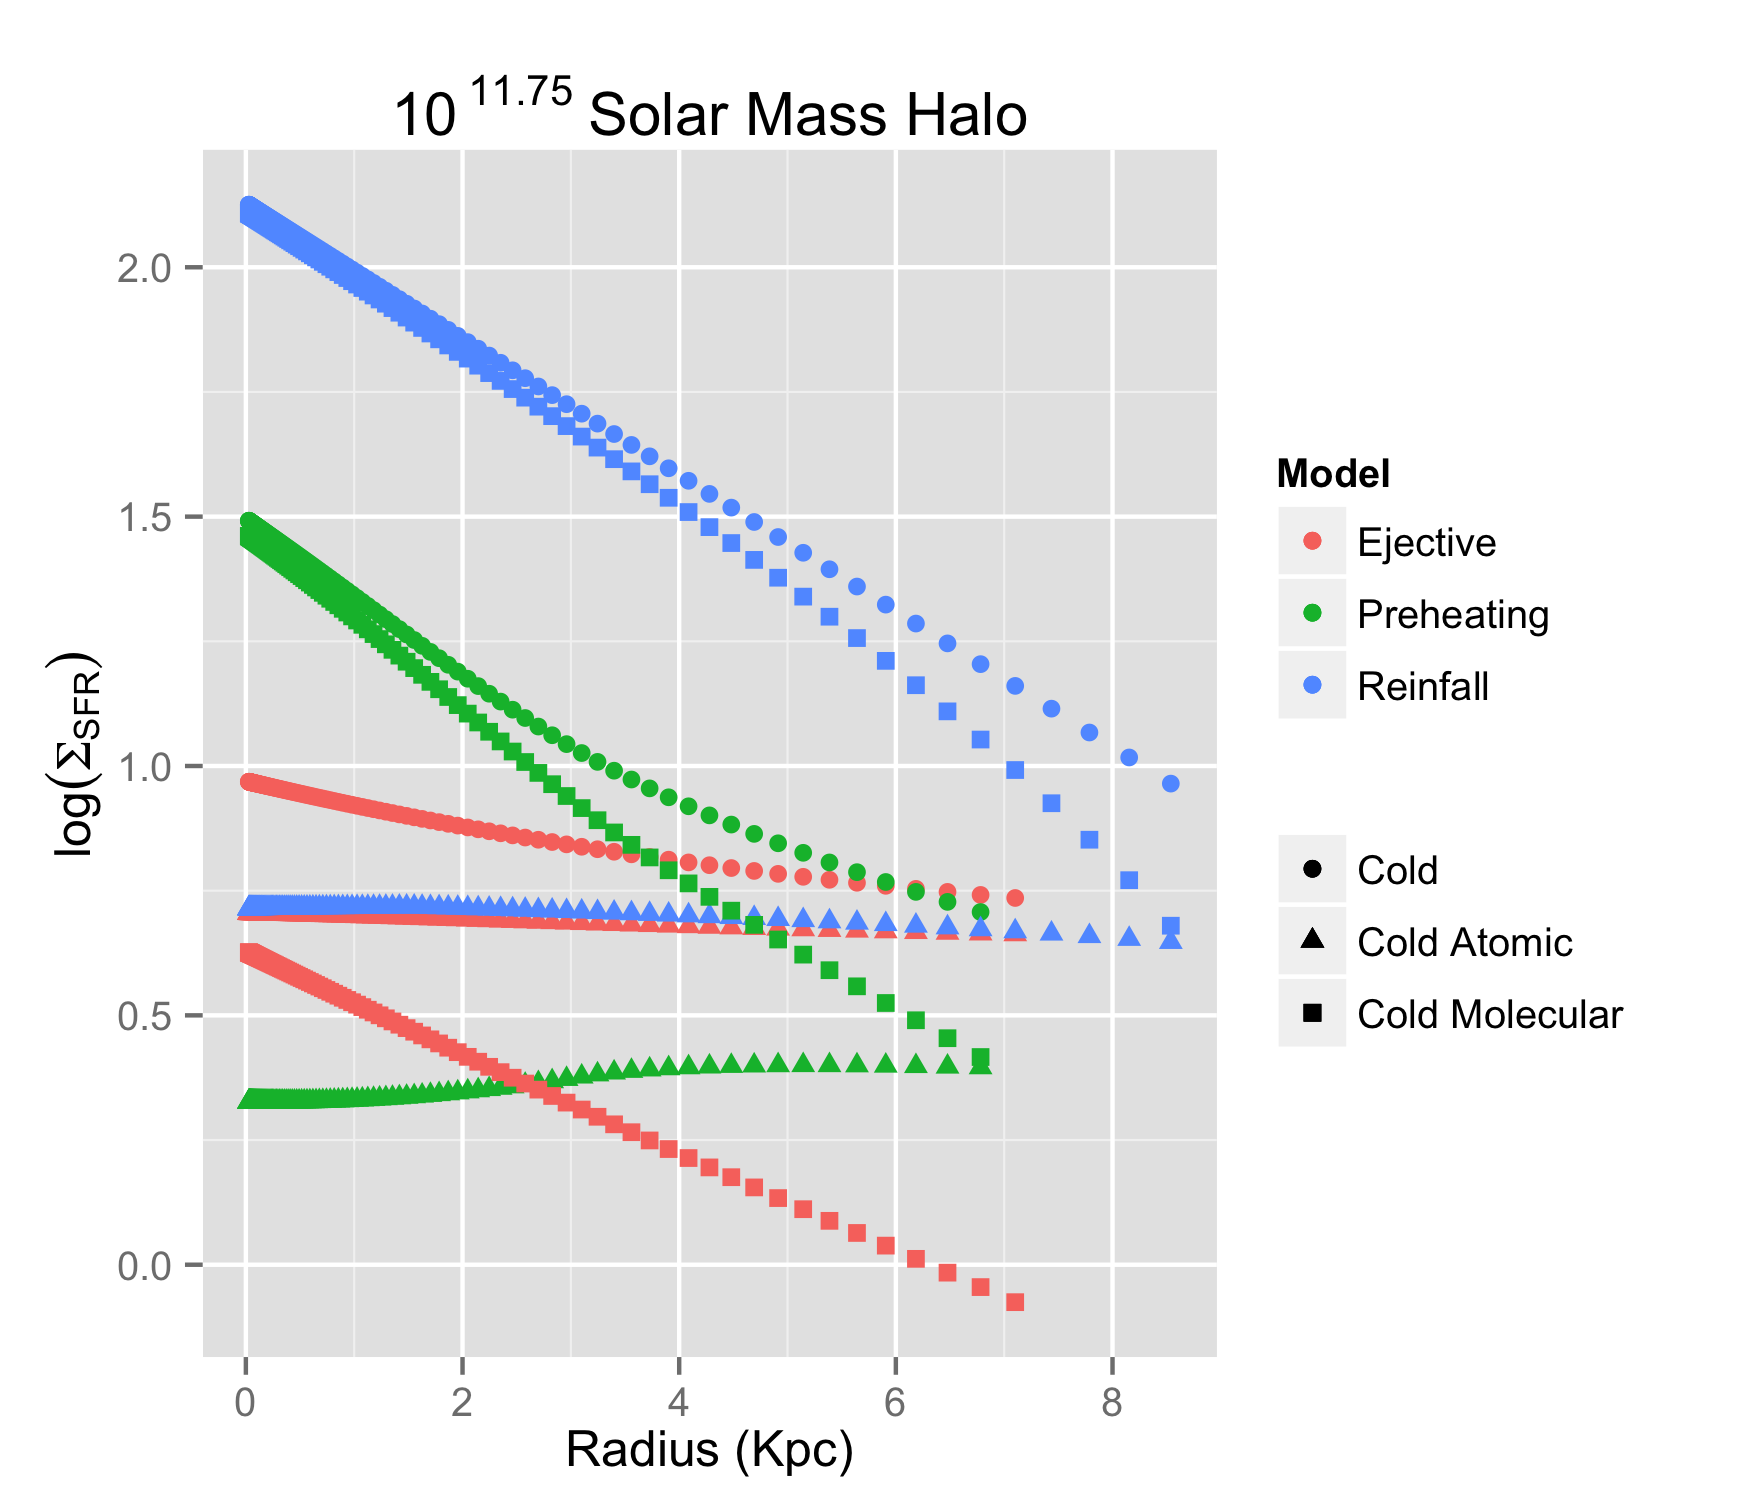 10 11.75 Solar Mass Halo
log(ΣSFR)
2.0
1.5
1.0
0.5
0.0
0 2 4 6 8
Radius (Kpc)
Model
Ejective
Preheating
Reinfall
Cold
Cold Atomic
Cold Molecular